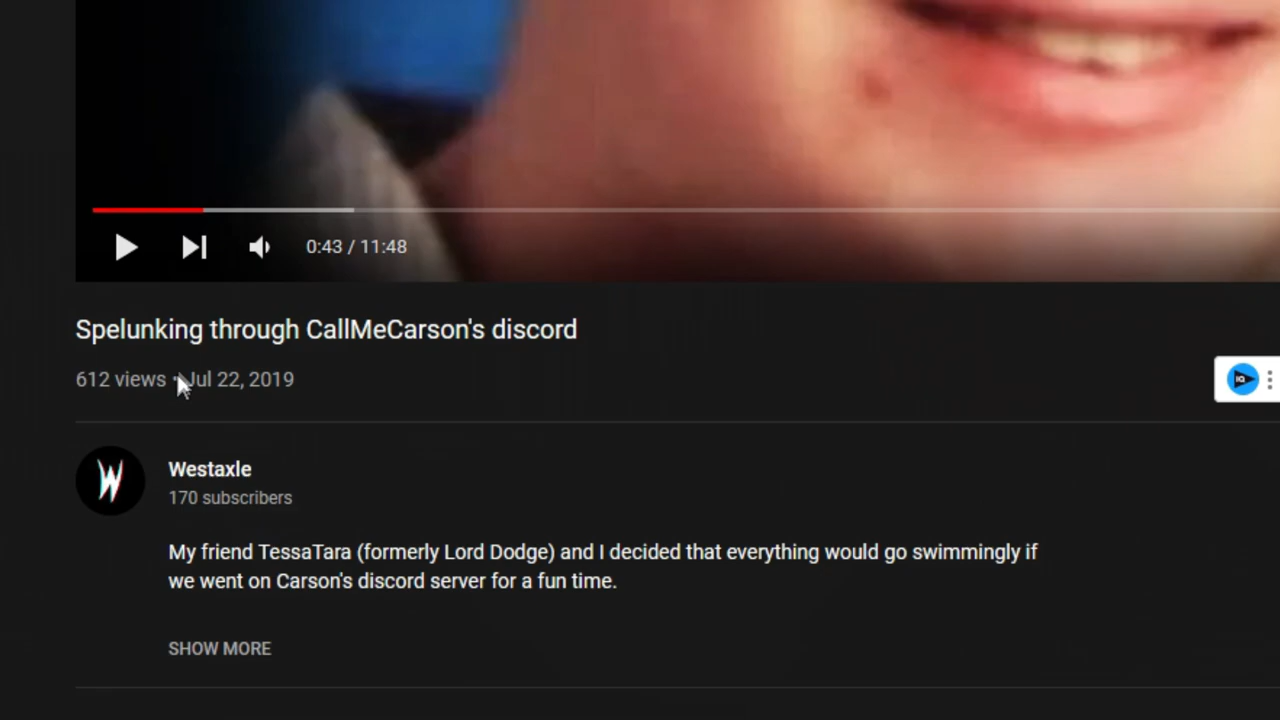 0:43 / 11:48
Spelunking through CallMeCarson's discord
612 views • Jul 22, 2019
IQ
Westaxle
170 subscribers
My friend TessaTara (formerly Lord Dodge) and I decided that everything would go swimmingly if
we went on Carson's discord server for a fun time.
SHOW MORE